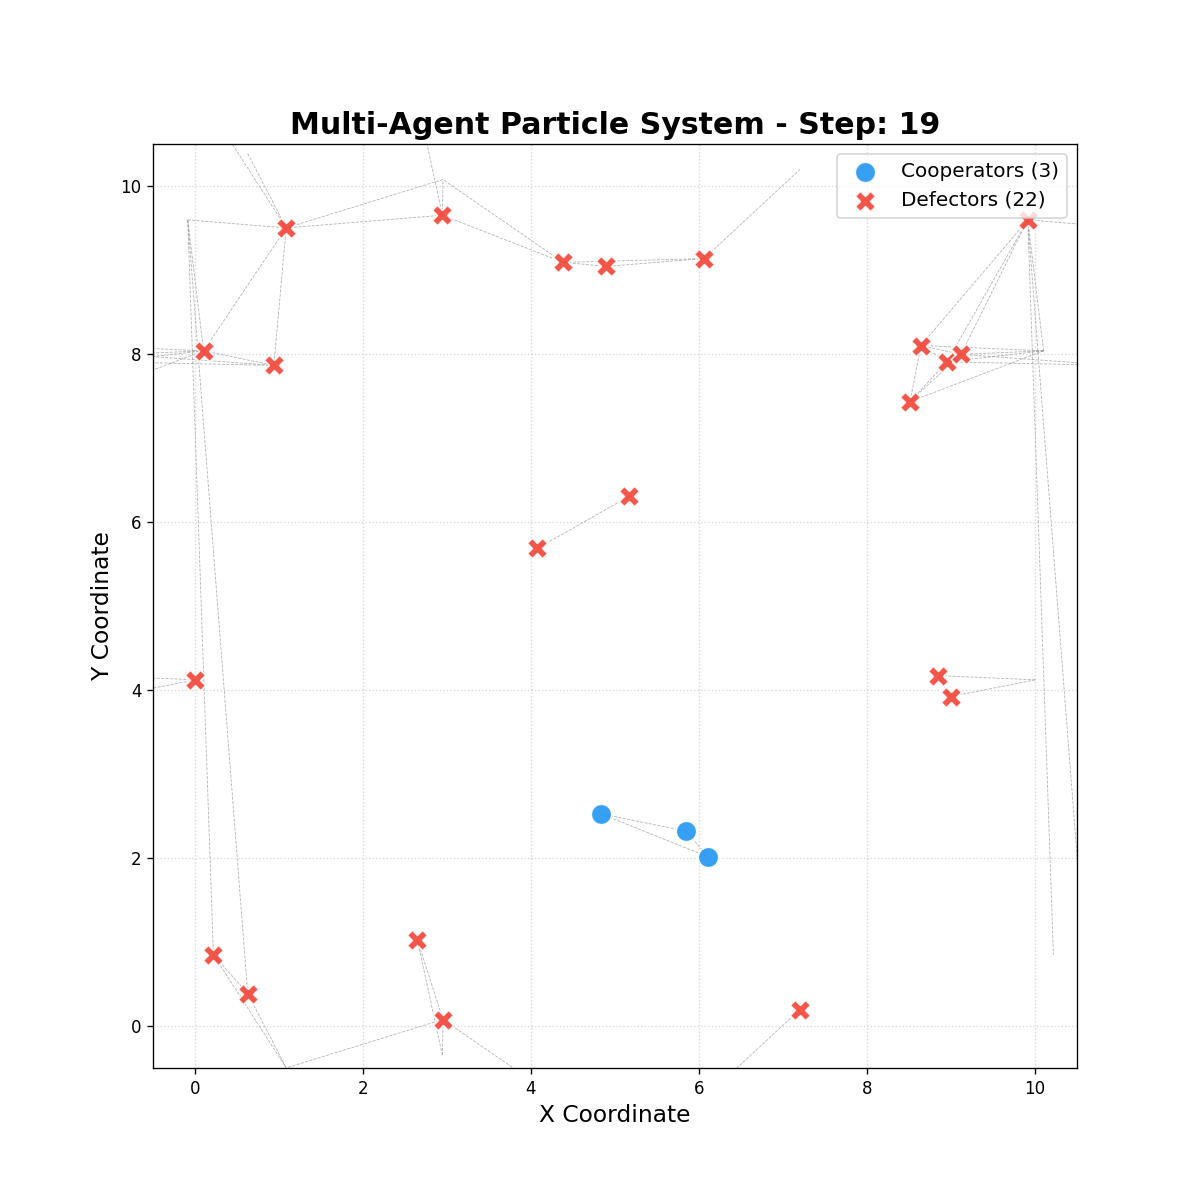 Multi-Agent Particle System - Step: 19
Cooperators (3)
Defectors (22)
10
8
6
4
2
0
Y Coordinate
0 2 4 6 8 10
X Coordinate